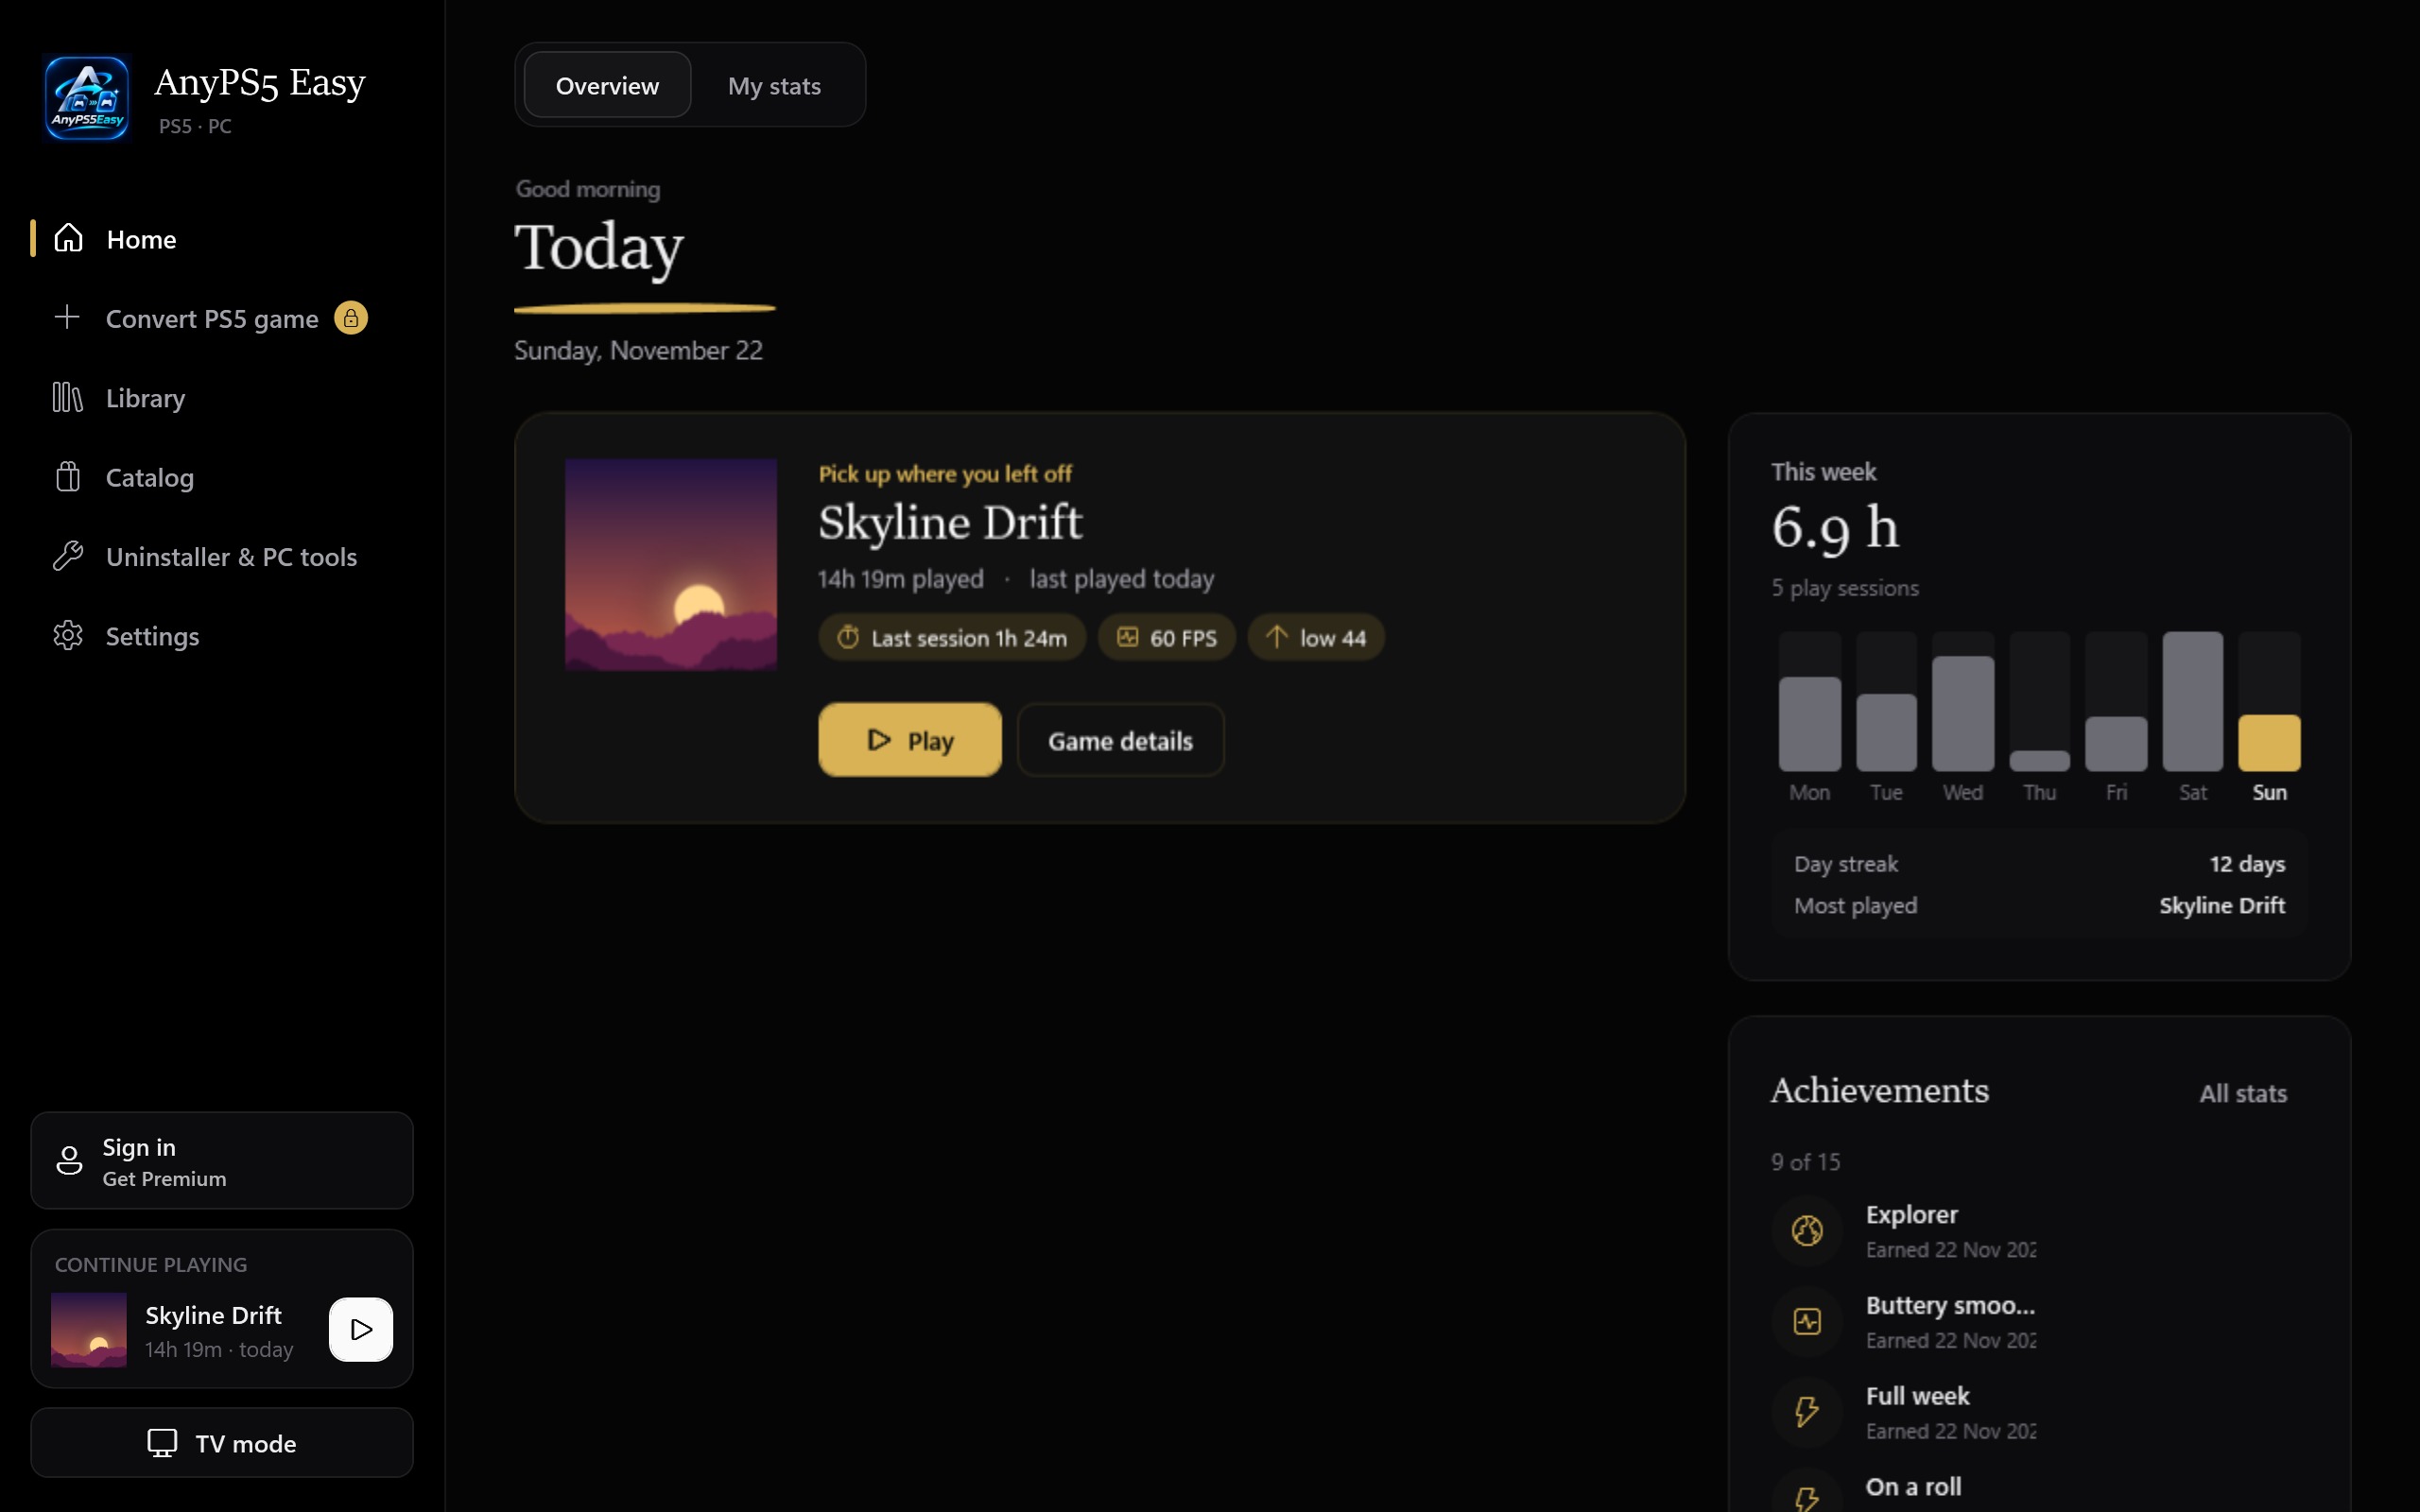 AnyPS5 Easy
AnyPS5Easy
PS5 · PC
Home
Convert PS5 game
Library
Catalog
Uninstaller & PC tools
Settings
Sign in
Get Premium
CONTINUE PLAYING
Skyline Drift
14h 19m · today
TV mode
Overview
My stats
Good morning
Today
Sunday, November 22
Pick up where you left off
Skyline Drift
14h 19m played · last played today
Last session 1h 24m
60 FPS
low 44
Play
Game details
This week
6.9 h
5 play sessions
Mon Tue Wed Thu Fri Sat Sun
Day streak 12 days
Most played Skyline Drift
Achievements
All stats
9 of 15
Explorer
Earned 22 Nov 202
Buttery smoo...
Earned 22 Nov 202
Full week
Earned 22 Nov 202
On a roll